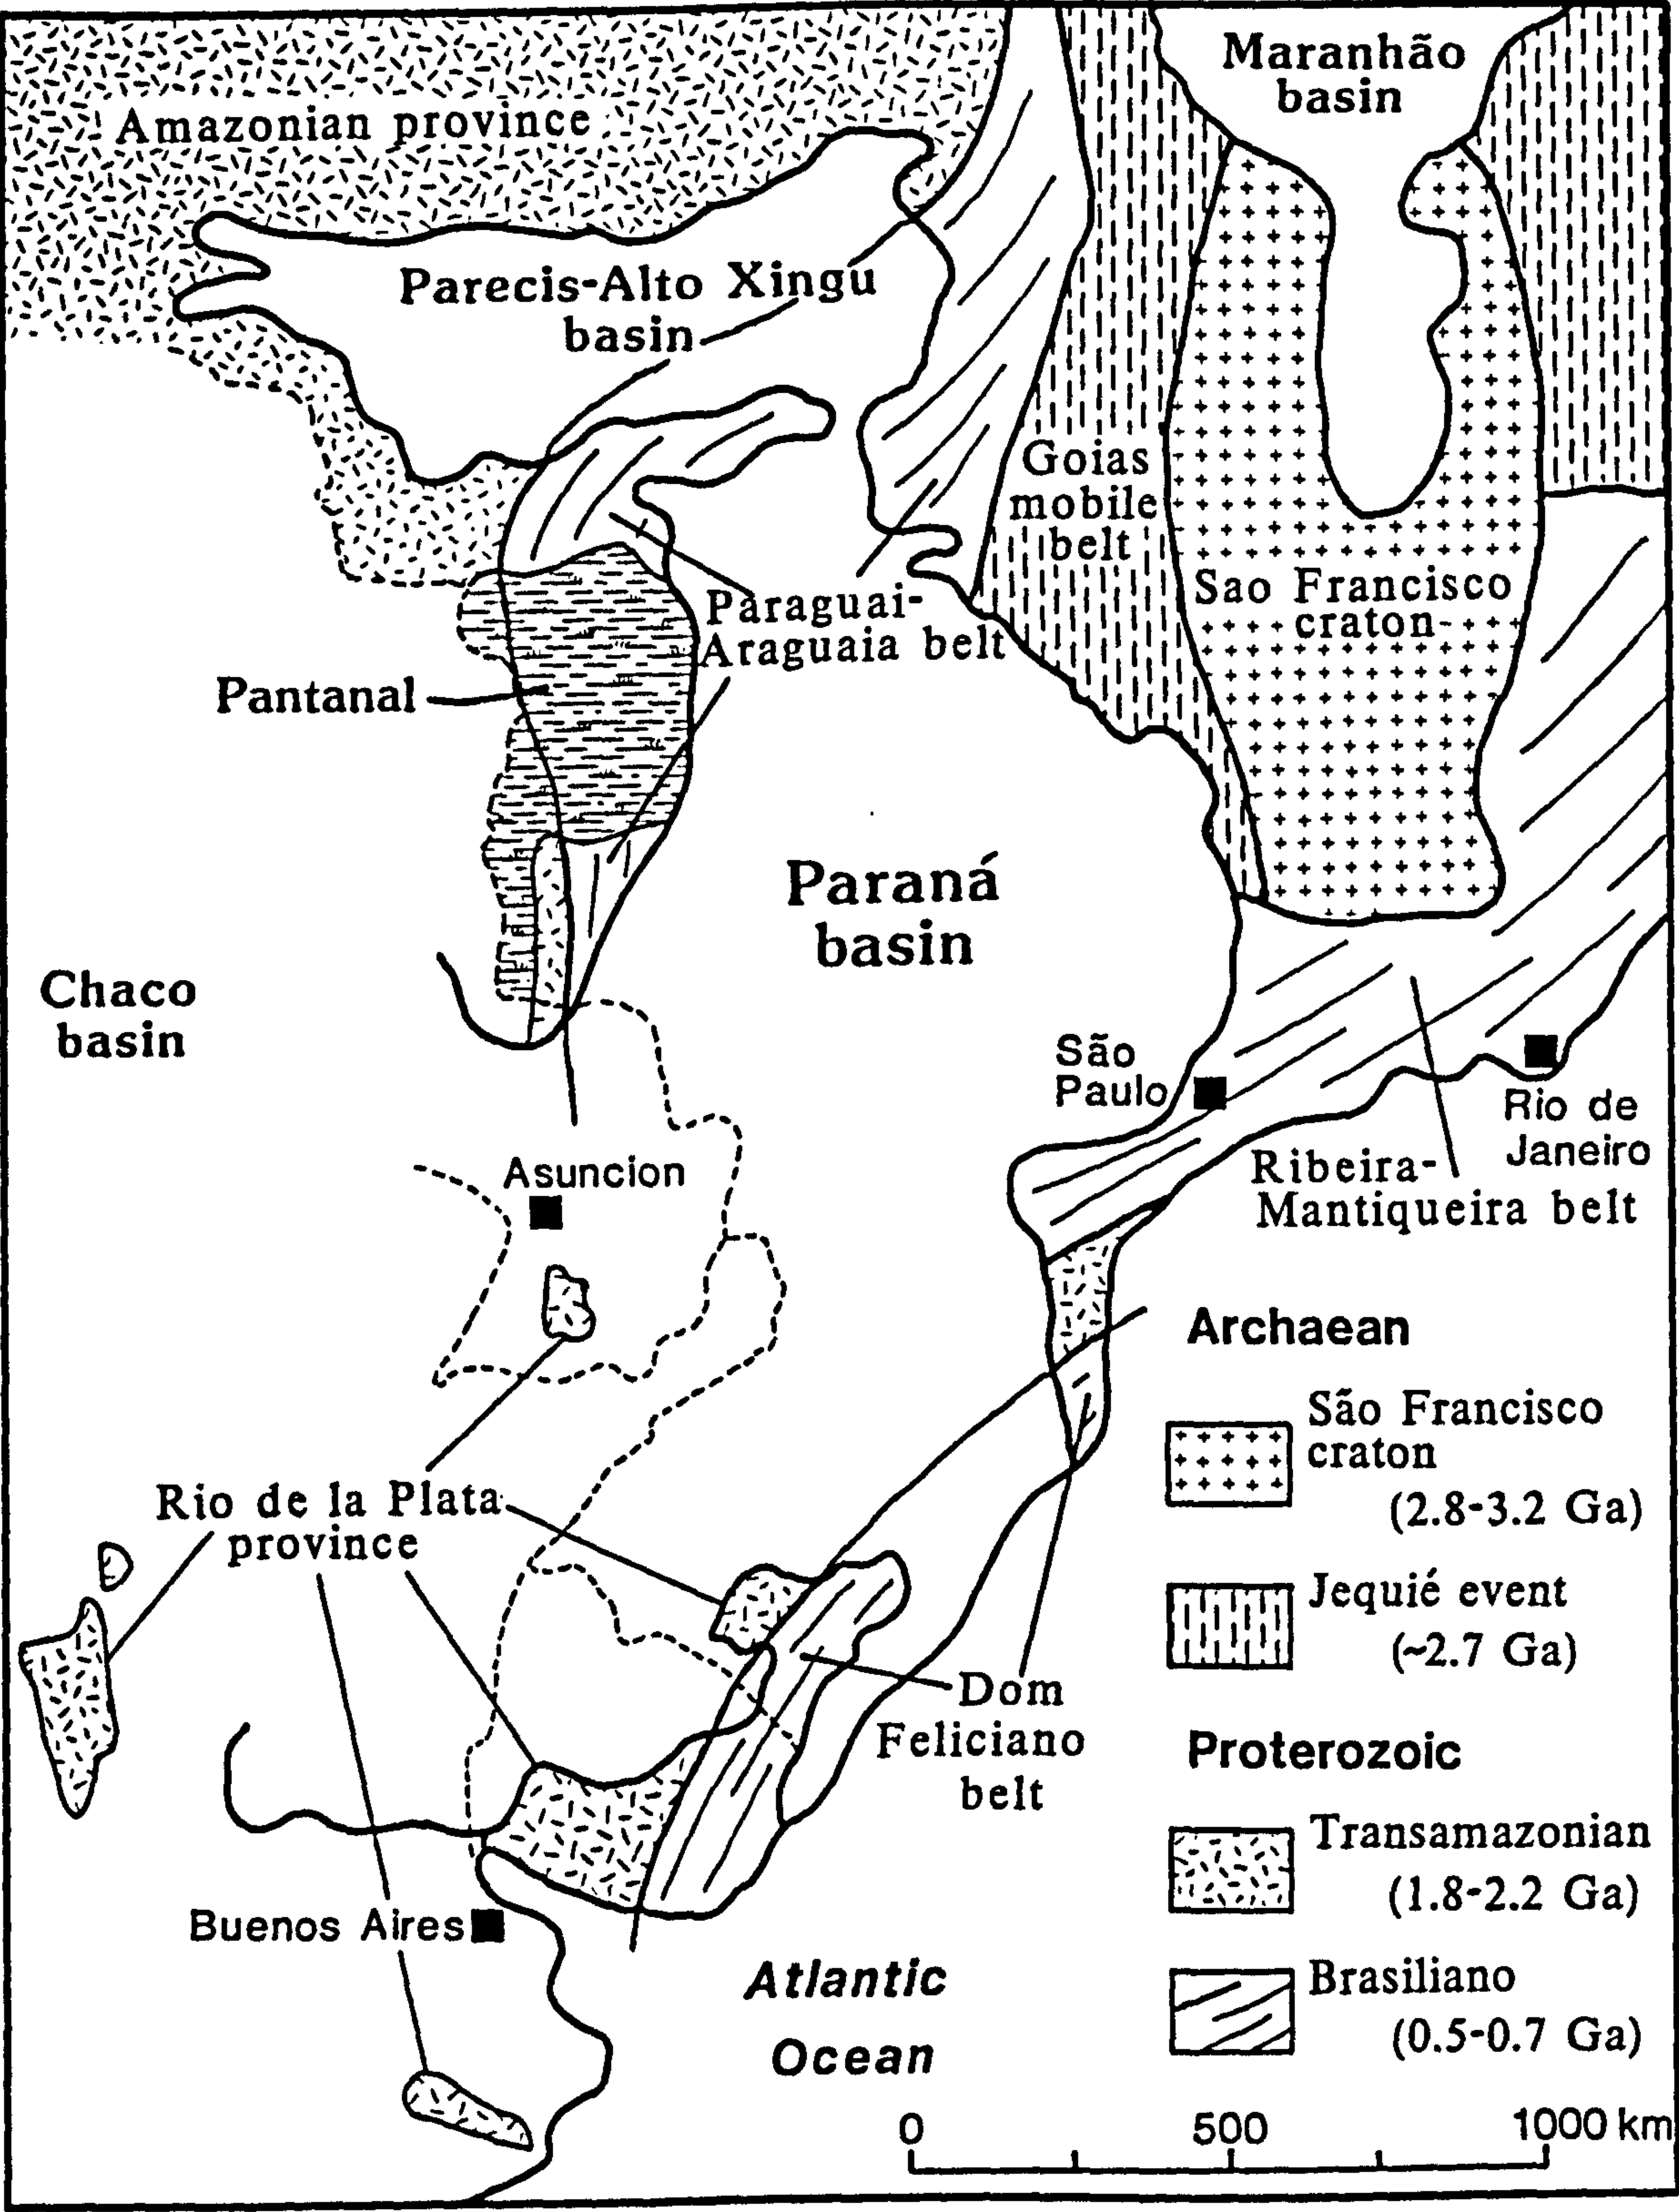 Maranhão
basin
Amazonian province
Parecis-Alto Xingu
basin
Goias
mobile
belt
Sao Francisco
craton
Paraguai-
Araguaia belt
Pantanal
Paraná
basin
Chaco
basin
São
Paulo
Rio de
Janeiro
Ribeira-
Mantiqueira belt
Asuncion
Archaean
São Francisco
craton
(2.8-3.2 Ga)
Rio de la Plata
province
Jequié event
(~2.7 Ga)
Dom
Feliciano
belt
Proterozoic
Transamazonian
(1.8-2.2 Ga)
Buenos Aires
Atlantic
Ocean
Brasiliano
(0.5-0.7 Ga)
0 500 1000 km